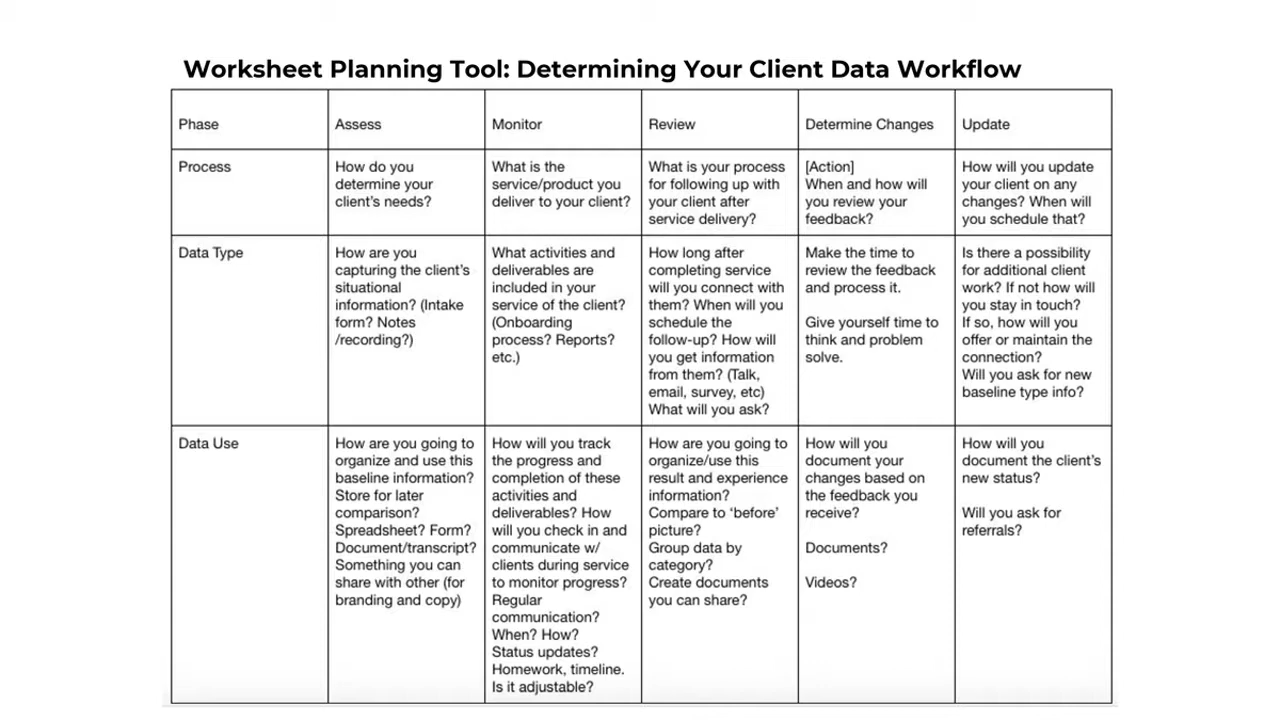 Worksheet Planning Tool: Determining Your Client Data Workflow
Phase
Assess
Monitor
Review
Determine Changes
Update
Process
How do you
determine your
client's needs?
What is the
service/product you
deliver to your client?
What is your process
for following up with
your client after
service delivery?
[Action]
When and how will
you review your
feedback?
How will you update
your client on any
changes? When will
you schedule that?
Data Type
How are you
capturing the client's
situational
information? (Intake
form? Notes
/recording?)
What activities and
deliverables are
included in your
service of the client?
(Onboarding
process? Reports?
etc.)
How long after
completing service
will you connect with
them? When will you
schedule the
follow-up? How will
you get information
from them? (Talk,
email, survey, etc)
What will you ask?
Make the time to
review the feedback
and process it.
Give yourself time to
think and problem
solve.
Is there a possibility
for additional client
work? If not how will
you stay in touch?
If so, how will you
offer or maintain the
connection?
Will you ask for new
baseline type info?
Data Use
How are you going to
organize and use this
baseline information?
Store for later
comparison?
Spreadsheet? Form?
Document/transcript?
Something you can
share with other (for
branding and copy)
How will you track
the progress and
completion of these
activities and
deliverables? How
will you check in and
communicate w/
clients during service
to monitor progress?
Regular
communication?
When? How?
Status updates?
Homework, timeline.
Is it adjustable?
How are you going to
organize/use this
result and experience
information?
Compare to 'before'
picture?
Group data by
category?
Create documents
you can share?
How will you
document your
changes based on
the feedback you
receive?
Documents?
Videos?
How will you
document the client's
new status?
Will you ask for
referrals?